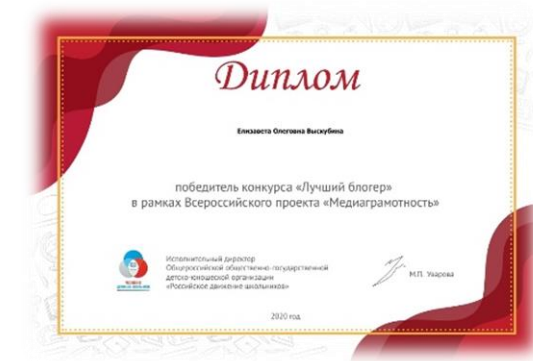 Диплом
Елизавета Олеговна Выскубина
победитель конкурса «Лучший блогер»
в рамках Всероссийского проекта «Медиаграмотность»
Исполнительный директор
Общероссийской общественно-государственной
детско-юношеской организации
«Российское движение школьников»
М.П. Уварова
2020 год